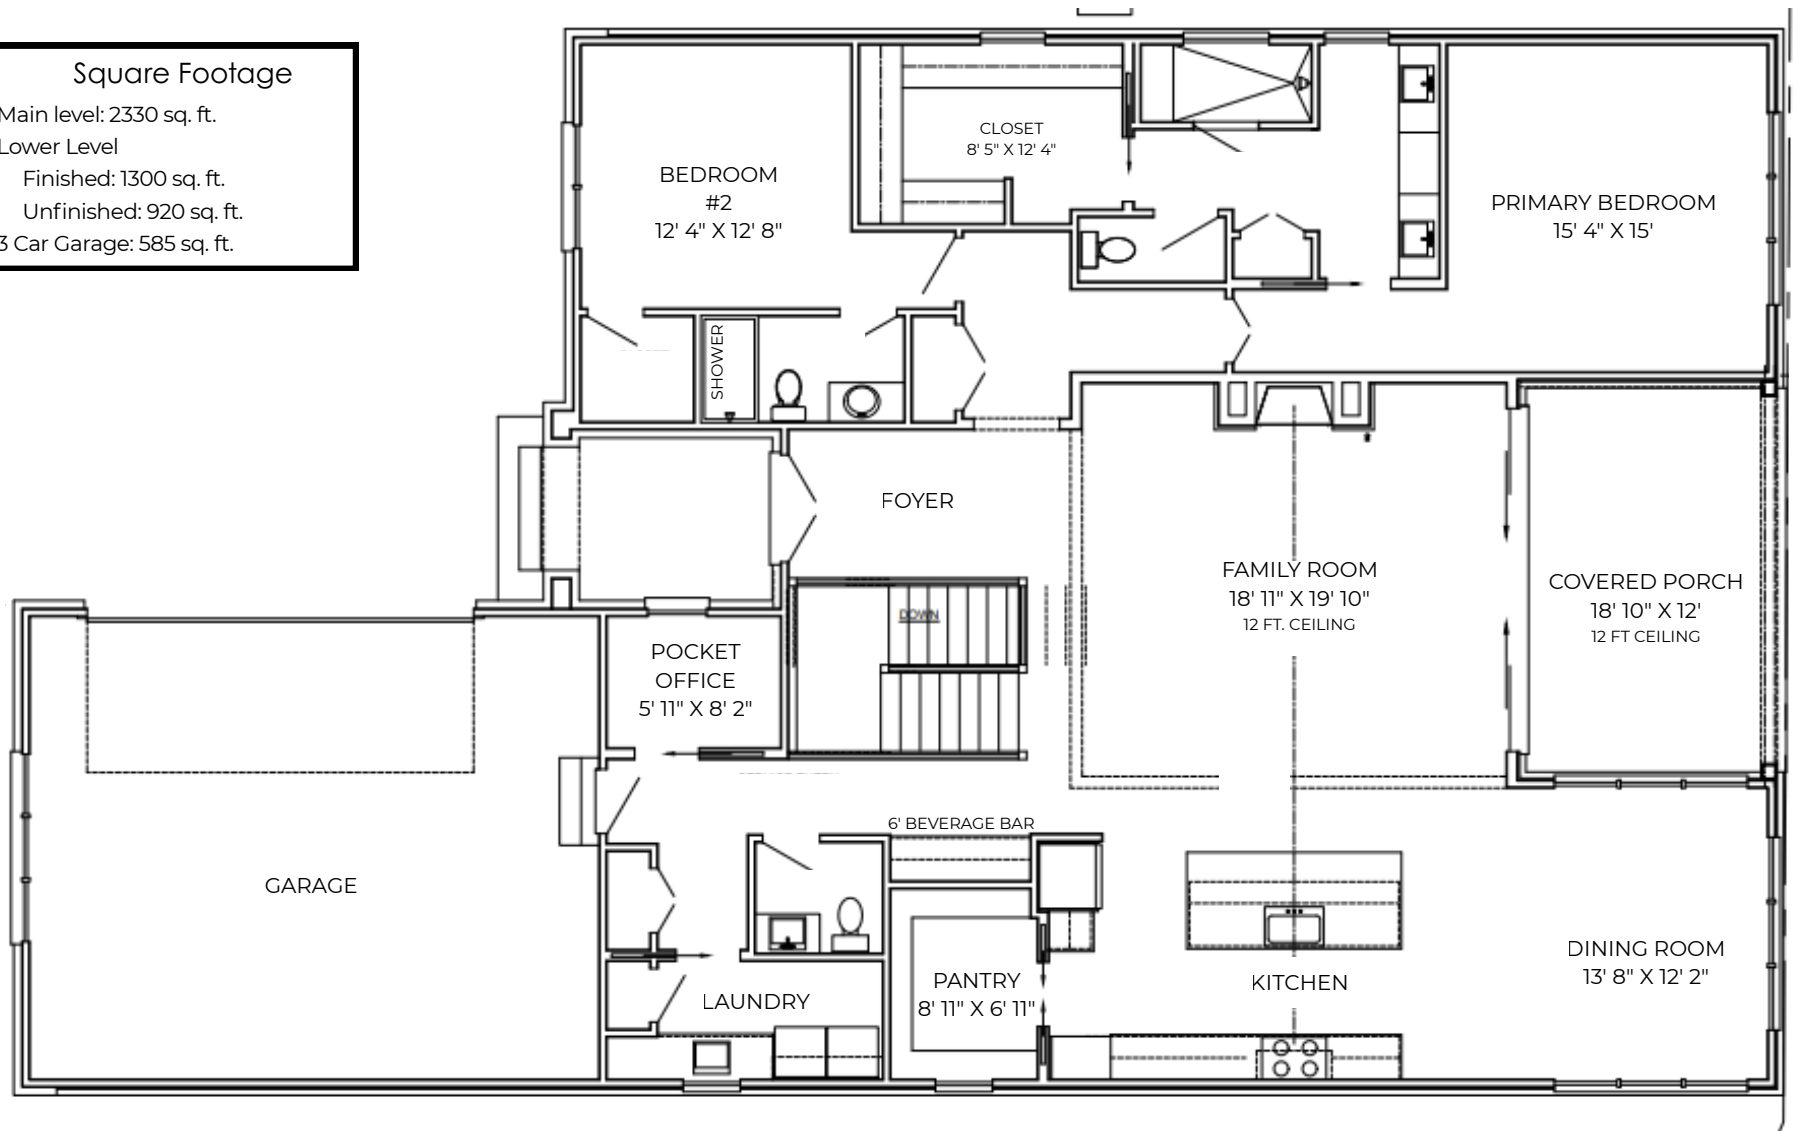 Square Footage
Main level: 2330 sq. ft.
Lower Level
Finished: 1300 sq. ft.
Unfinished: 920 sq. ft.
3 Car Garage: 585 sq. ft.
CLOSET
8' 5" X 12' 4"
BEDROOM
#2
12' 4" X 12' 8"
PRIMARY BEDROOM
15' 4" X 15'
SHOWER
FOYER
FAMILY ROOM
18' 11" X 19' 10"
12 FT. CEILING
COVERED PORCH
18' 10" X 12'
12 FT CEILING
DOWN
POCKET
OFFICE
5' 11" X 8' 2"
6' BEVERAGE BAR
GARAGE
DINING ROOM
13' 8" X 12' 2"
PANTRY
8' 11" X 6' 11"
KITCHEN
LAUNDRY